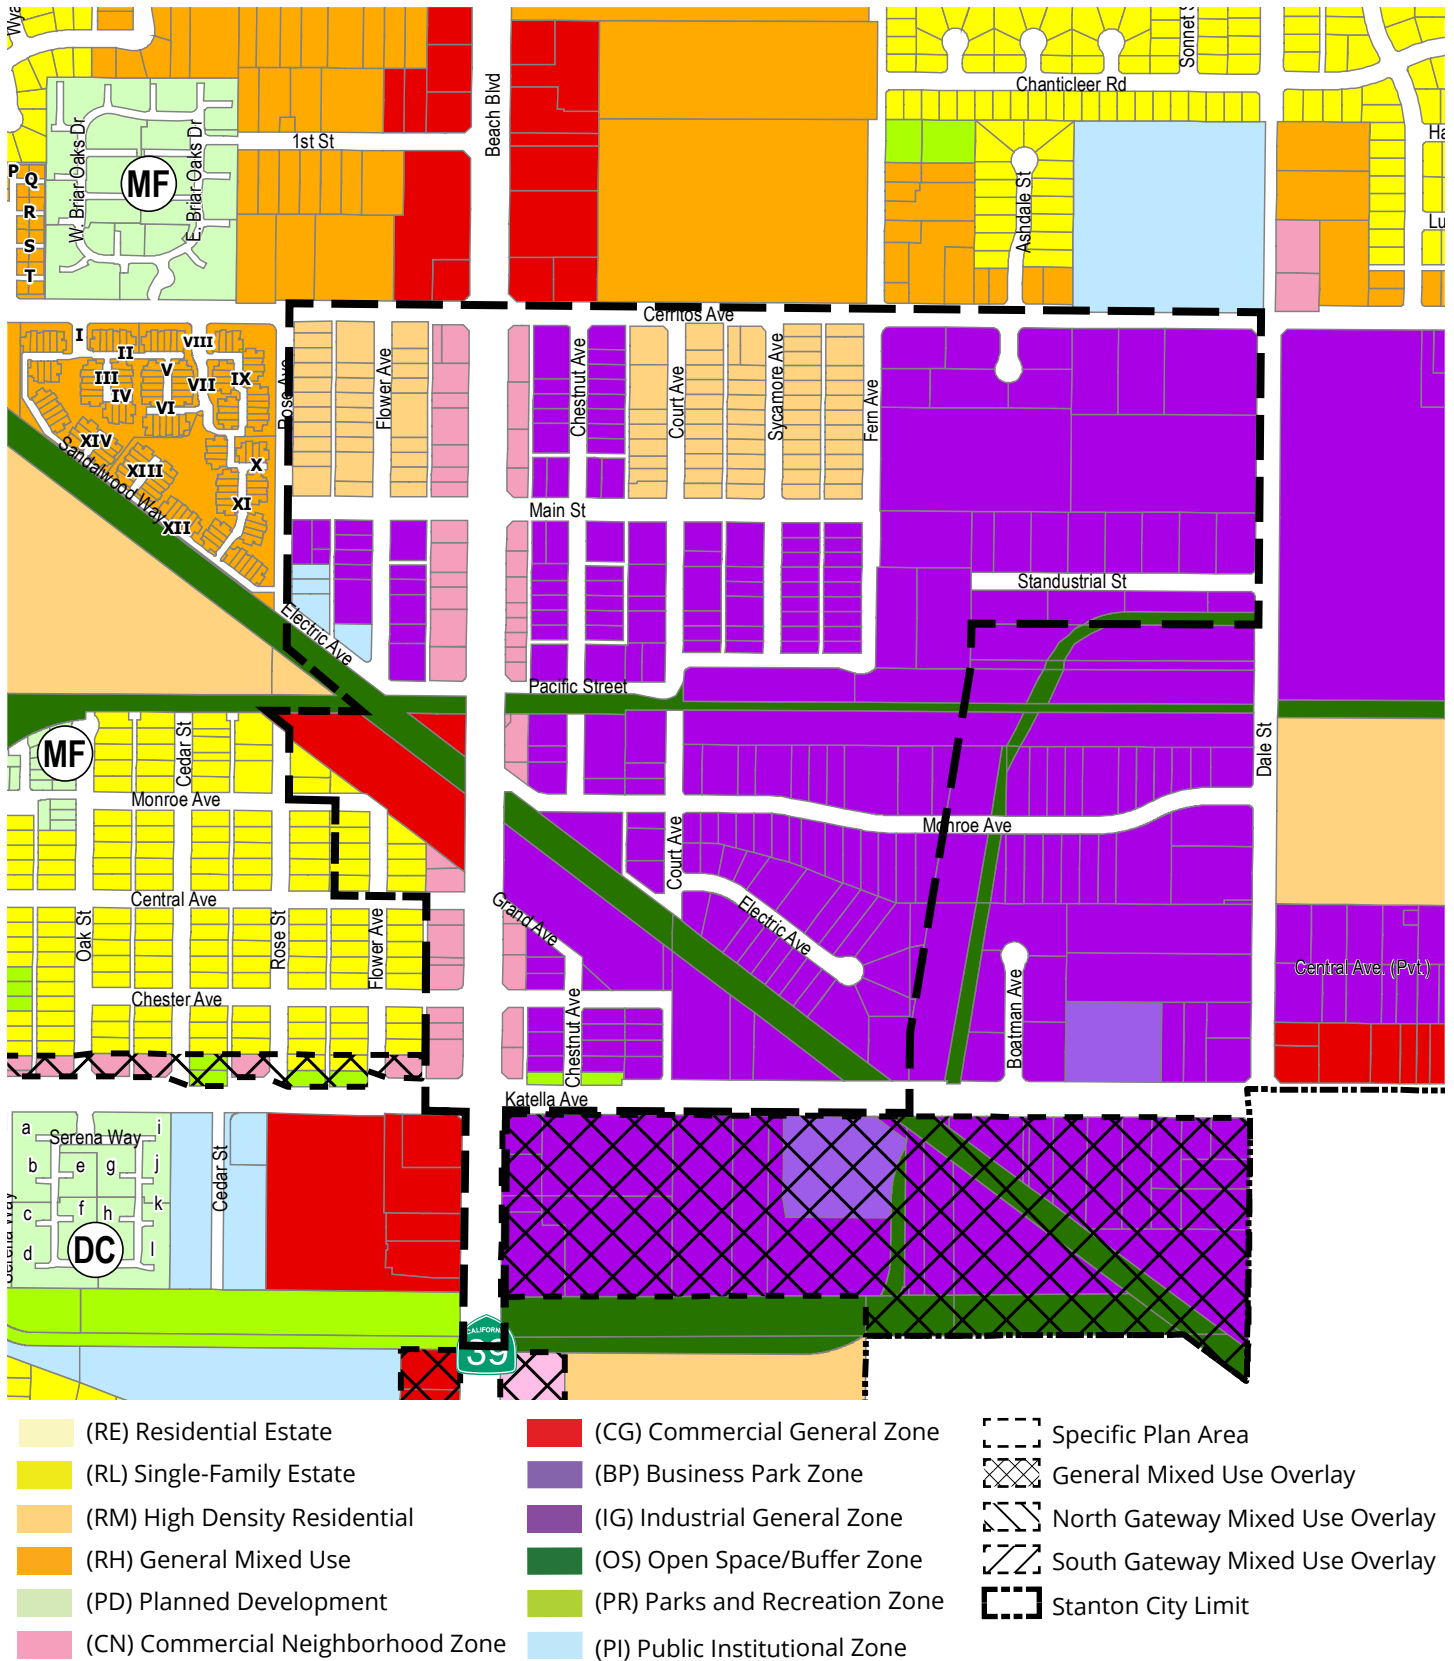 Sonnet S
Beach Blvd
Chanticleer Rd
1st St
Ha
W. Briar Oaks Dr
E. Briar Oaks Dr
MF
P
Q
R
S
T
Ashdale St
Lu
Cerritos Ave
I
II
III
IV
V
VI
VII
VIII
IX
X
XI
XII
XIII
XIV
Rose Ave
Flower Ave
Chestnut Ave
Court Ave
Sycamore Ave
Fern Ave
Sandalwood Way
Main St
Standustrial St
Electric Ave
Pacific Street
MF
Cedar St
Dale St
Monroe Ave
Monroe Ave
Court Ave
Central Ave
Grand Ave
Electric Ave
Oak St
Rose St
Flower Ave
Central Ave. (Pvt.)
Chester Ave
Chestnut Ave
Boatman Ave
Katella Ave
Serena Way
a
b
c
d
e
f
g
h
i
j
k
l
Serena Way
DC
Cedar St
CALIFORN
39
(RE) Residential Estate
(RL) Single-Family Estate
(RM) High Density Residential
(RH) General Mixed Use
(PD) Planned Development
(CN) Commercial Neighborhood Zone
(CG) Commercial General Zone
(BP) Business Park Zone
(IG) Industrial General Zone
(OS) Open Space/Buffer Zone
(PR) Parks and Recreation Zone
(PI) Public Institutional Zone
Specific Plan Area
General Mixed Use Overlay
North Gateway Mixed Use Overlay
South Gateway Mixed Use Overlay
Stanton City Limit